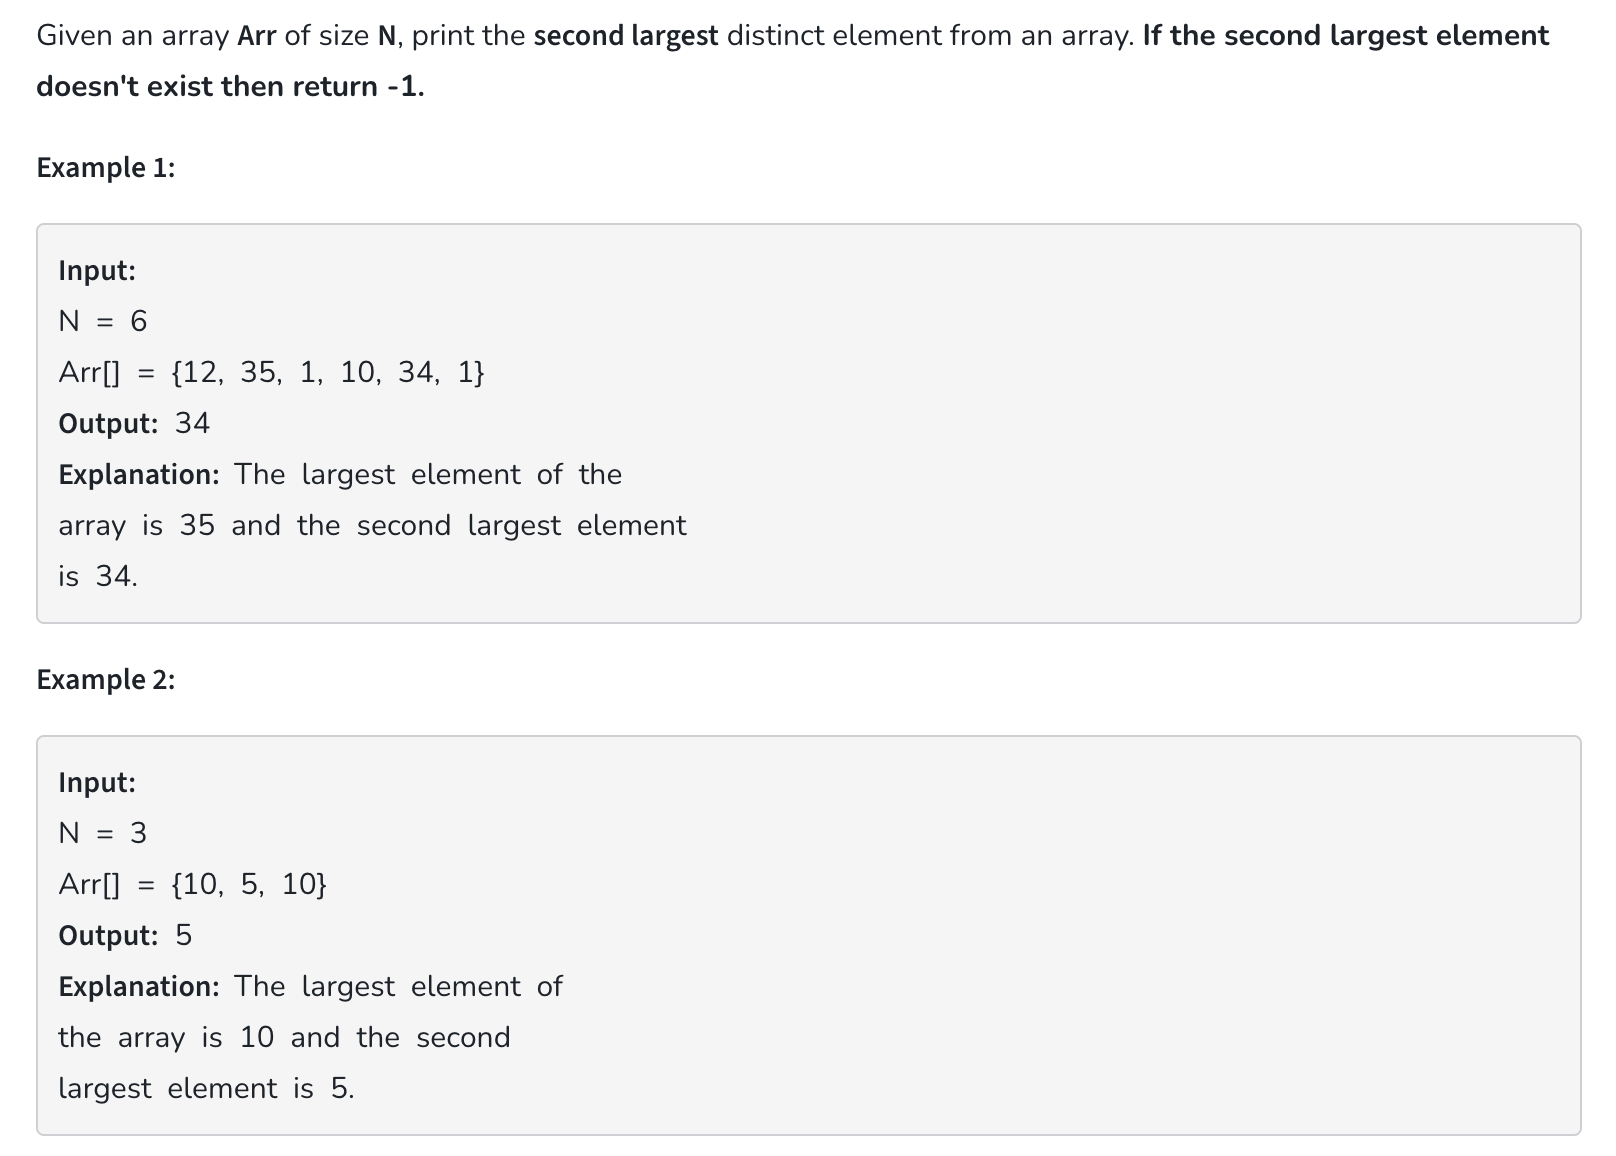 Given an array Arr of size N, print the second largest distinct element from an array. If the second largest element
doesn't exist then return -1.
Example 1:
Input:
N = 6
Arr[] = {12, 35, 1, 10, 34, 1}
Output: 34
Explanation: The largest element of the
array is 35 and the second largest element
is 34.
Example 2:
Input:
N = 3
Arr[] = {10, 5, 10}
Output: 5
Explanation: The largest element of
the array is 10 and the second
largest element is 5.